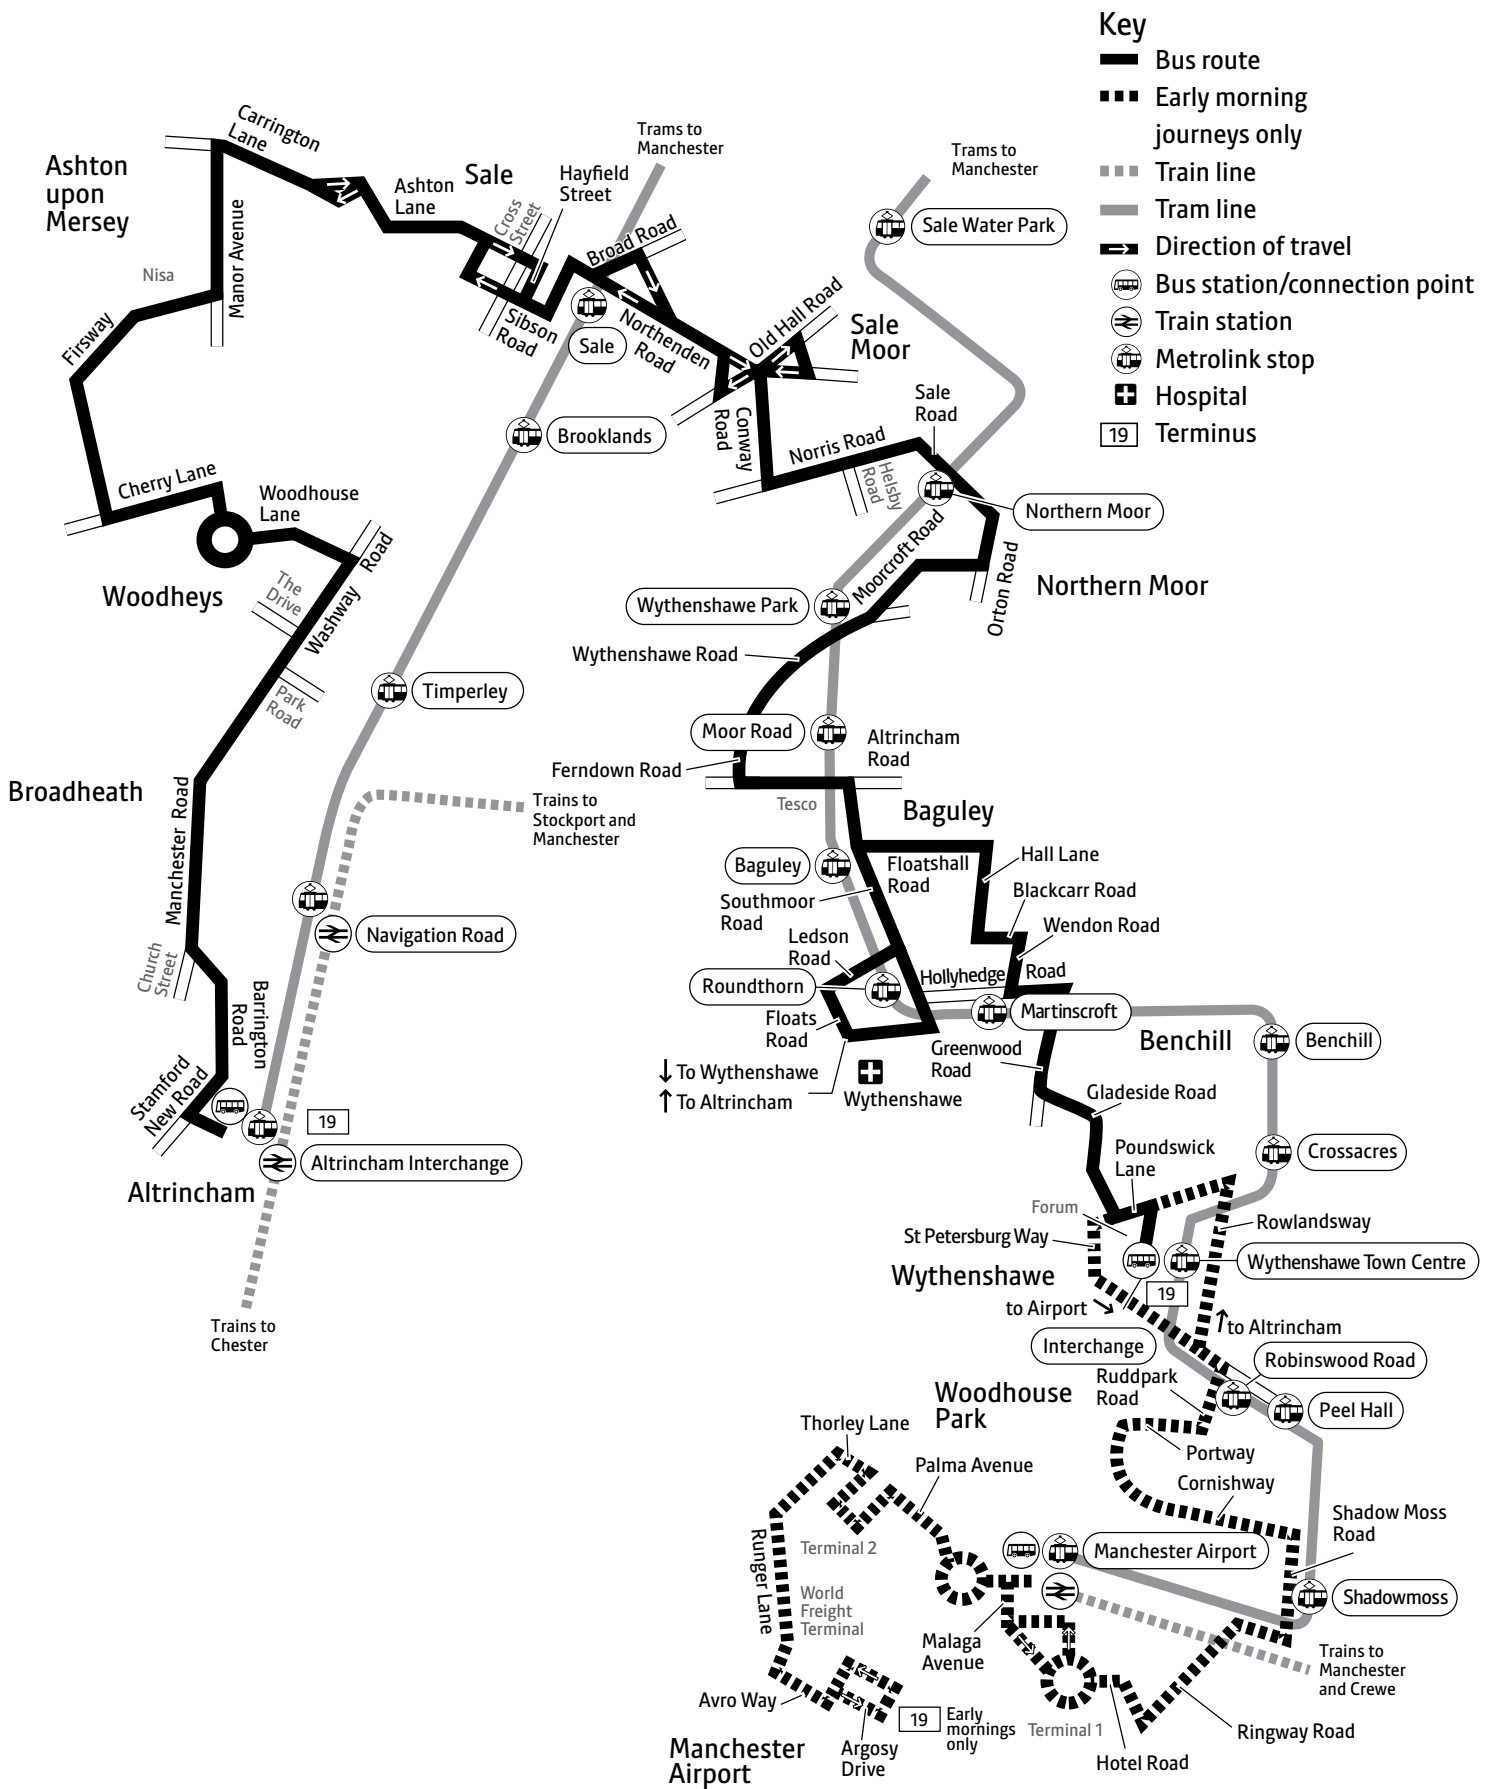 Key
Bus route
Early morning
journeys only
Train line
Tram line
Direction of travel
Bus station/connection point
Train station
Metrolink stop
Hospital
19
Terminus
Carrington
Lane
Ashton
upon
Mersey
Manor Avenue
Nisa
Firsway
Cherry Lane
Woodhouse
Lane
Woodheys
Ashton
Lane
Sale
Cross
Street
Hayfield
Street
Trams to
Manchester
Broad Road
Sibson
Road
Sale
Northenden
Road
Old Hall Road
Sale
Moor
Trams to
Manchester
Sale Water Park
Brooklands
Conway
Road
Norris Road
Helsby
Road
Sale
Road
Northern Moor
Moorcroft Road
Orton Road
Northern Moor
Wythenshawe Park
Wythenshawe Road
The
Drive
Washway
Road
Park
Road
Timperley
Moor Road
Altrincham
Road
Ferndown Road
Broadheath
Manchester Road
Trains to
Stockport and
Manchester
Tesco
Baguley
Baguley
Floatshall
Road
Hall Lane
Blackcarr Road
Southmoor
Road
Wendon Road
Ledson
Road
Navigation Road
Church
Street
Roundthorn
Hollyhedge
Road
Martinscroft
Floats
Road
Barrington
Road
Greenwood
Road
Benchill
Benchill
To Wythenshawe
To Altrincham
Wythenshawe
Gladeside Road
Stamford
New Road
19
Altrincham Interchange
Altrincham
Poundswick
Lane
Crossacres
Forum
St Petersburg Way
Rowlandsway
Wythenshawe Town Centre
Wythenshawe
19
to Airport
to Altrincham
Interchange
Robinswood Road
Trains to
Chester
Ruddpark
Road
Peel Hall
Woodhouse
Park
Thorley Lane
Portway
Palma Avenue
Cornishway
Shadow Moss
Road
Terminal 2
Runger Lane
Manchester Airport
World
Freight
Terminal
Shadowmoss
Malaga
Avenue
Trains to
Manchester
and Crewe
Avro Way
19
Early
mornings
only
Terminal 1
Ringway Road
Argosy
Drive
Hotel Road
Manchester
Airport